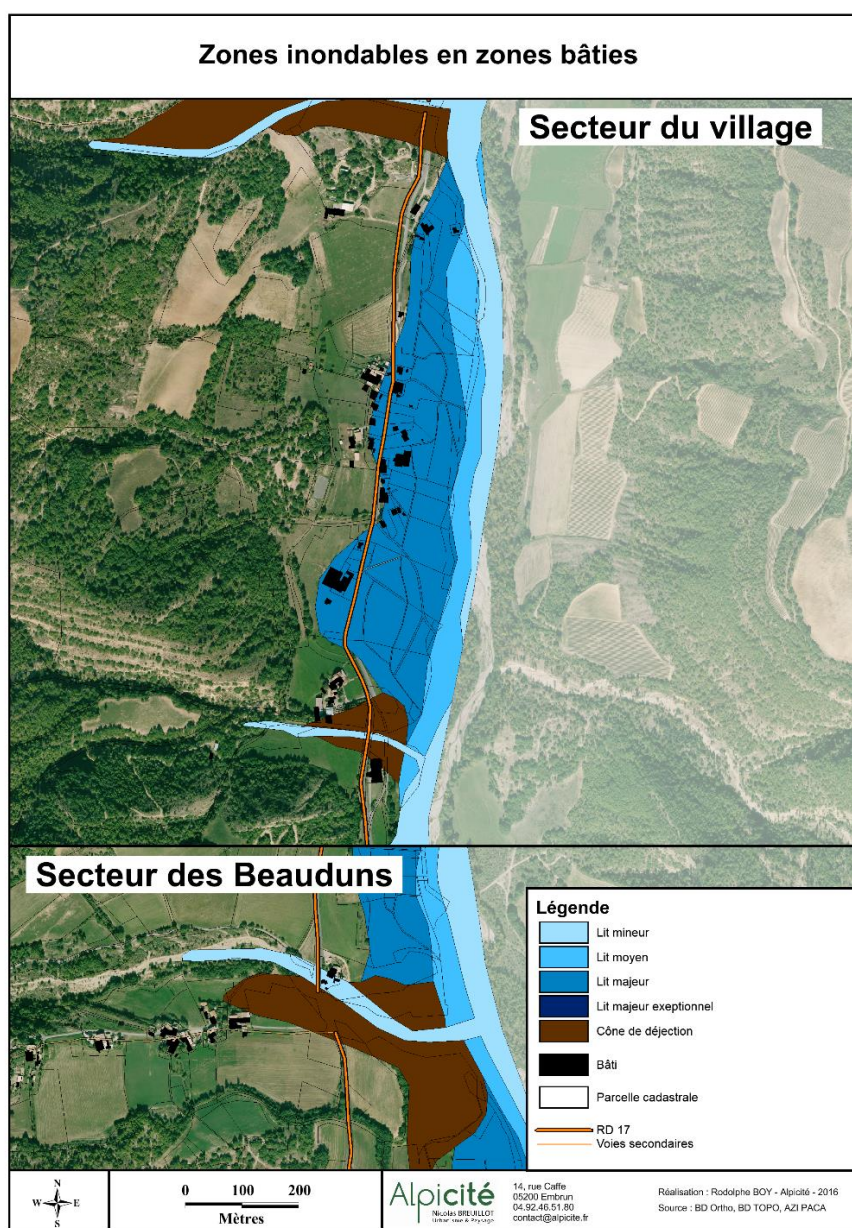 Zones inondables en zones bâties
Secteur du village
Secteur des Beauduns
Légende
Lit mineur
Lit moyen
Lit majeur
Lit majeur exeptionnel
Cône de déjection
Bâti
Parcelle cadastrale
RD 17
Voies secondaires
N
W E
S
0 100 200
Mètres
Alpicité
Nicolas BREUILLOT
Urbanisme & Paysage
14, rue Caffe
05200 Embrun
04.92.46.51.80
contact@alpicite.fr
Réalisation : Rodolphe BOY - Alpicité - 2016
Source : BD Ortho, BD TOPO, AZI PACA